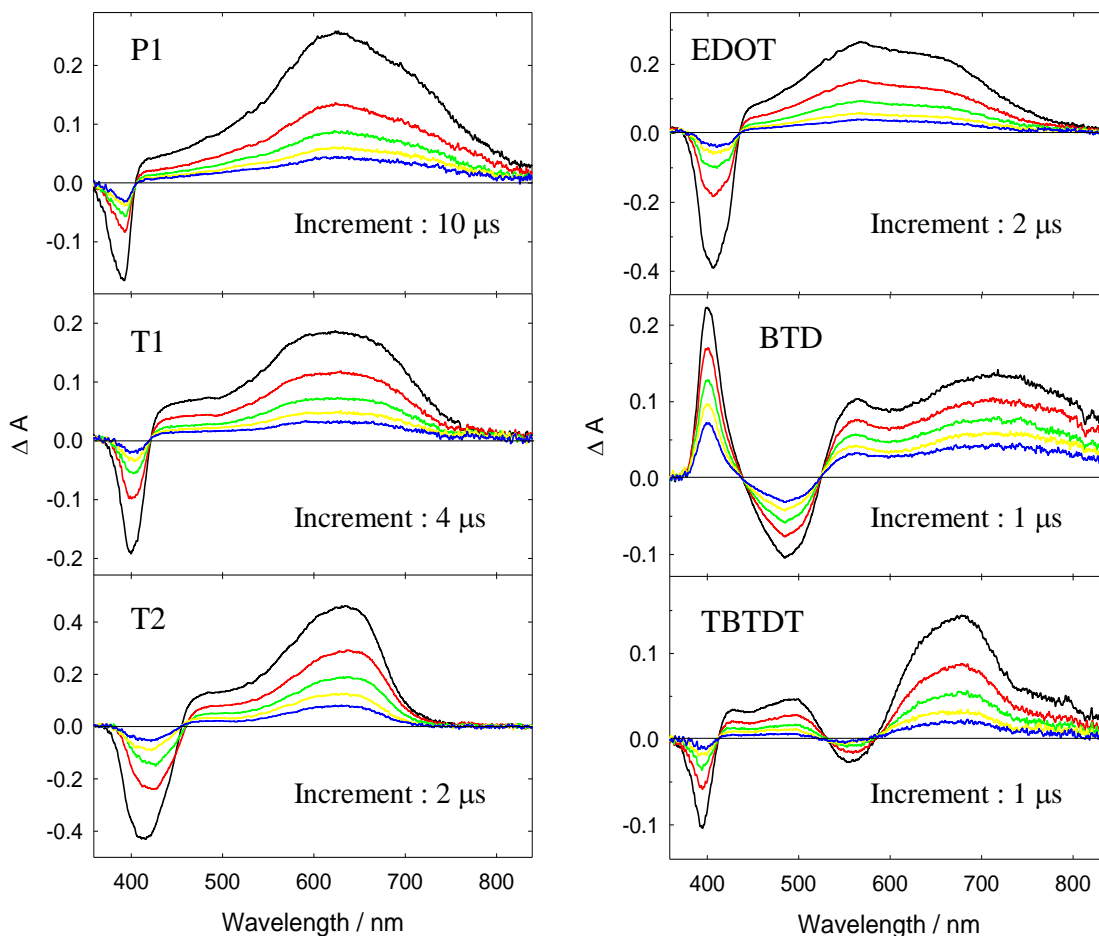 P1
0.2
0.1
0.0
-0.1
Increment : 10 μs
T1
0.2
0.1
0.0
-0.1
-0.2
Increment : 4 μs
T2
0.4
0.2
0.0
-0.2
-0.4
Increment : 2 μs
Δ A
400 500 600 700 800
Wavelength / nm
EDOT
0.2
0.0
-0.2
-0.4
Increment : 2 μs
BTD
0.2
0.1
0.0
-0.1
Increment : 1 μs
TBTDT
0.1
0.0
-0.1
Increment : 1 μs
Δ A
400 500 600 700 800
Wavelength / nm